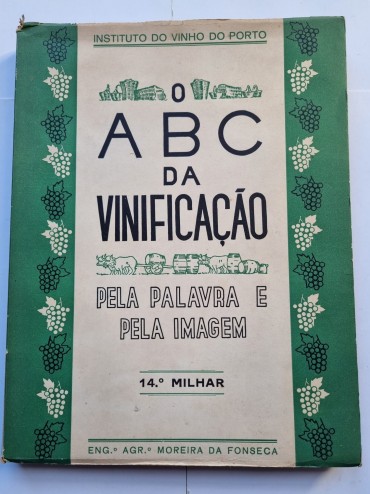 INSTITUTO DO VINHO DO PORTO
O
ABC
DA
VINIFICAÇÃO
PELA PALAVRA E
PELA IMAGEM
14.º MILHAR
ENG.º AGR.º MOREIRA DA FONSECA